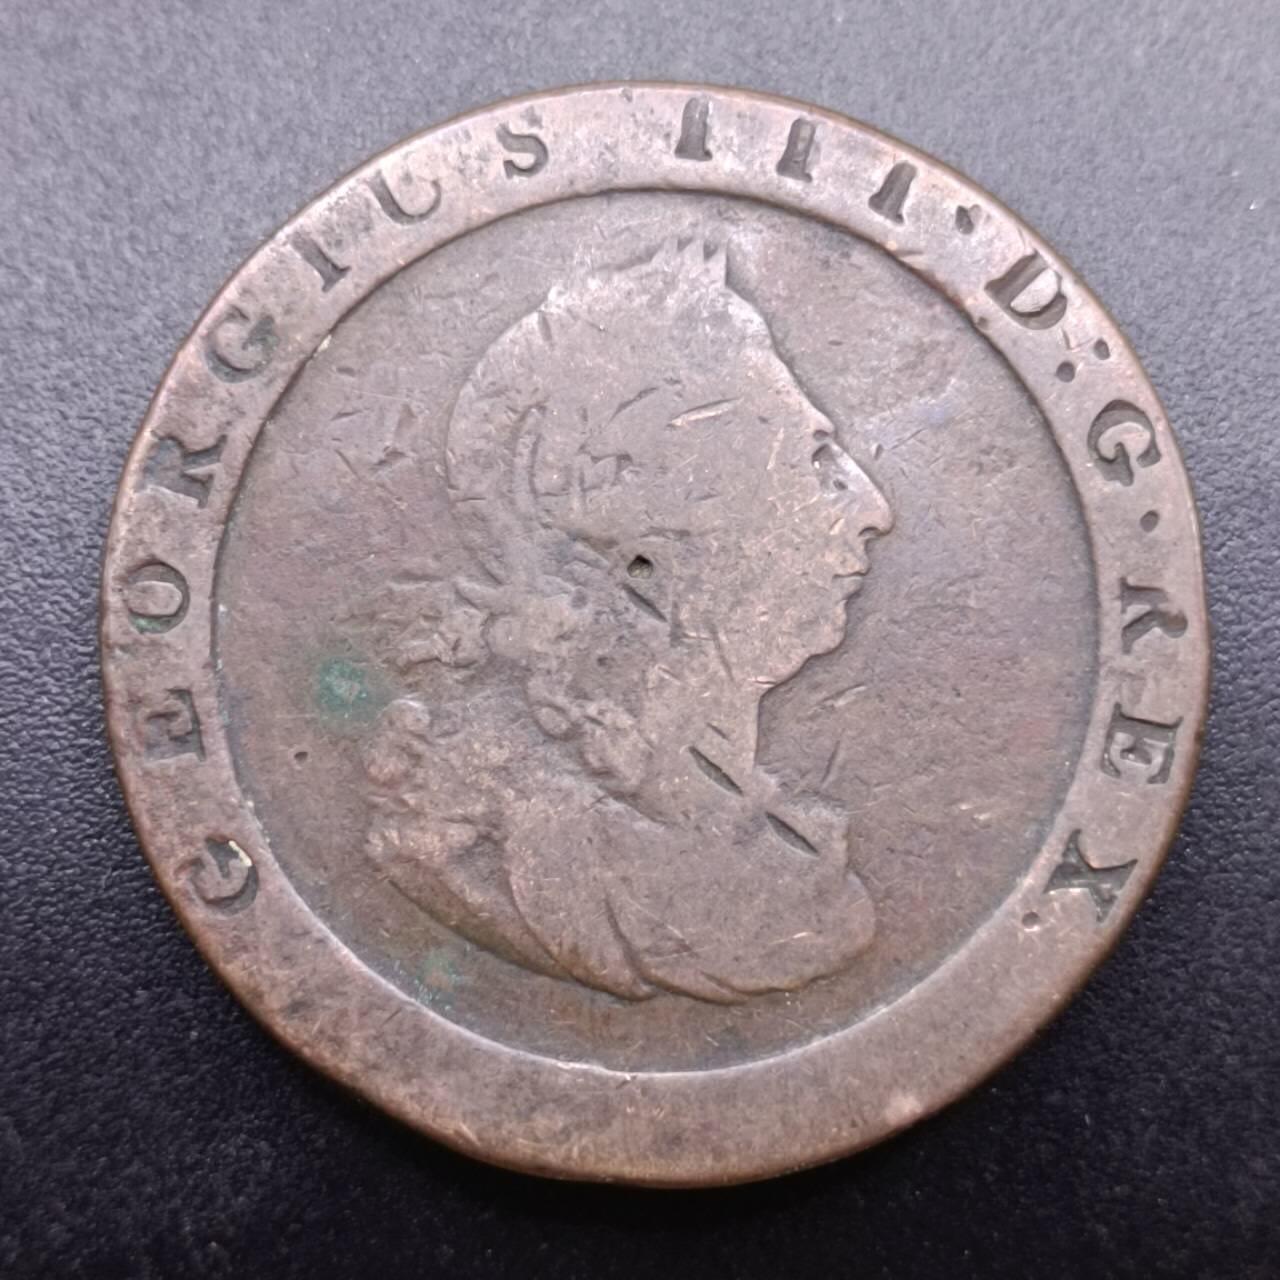 GEORGIUS III · D : G · REX .